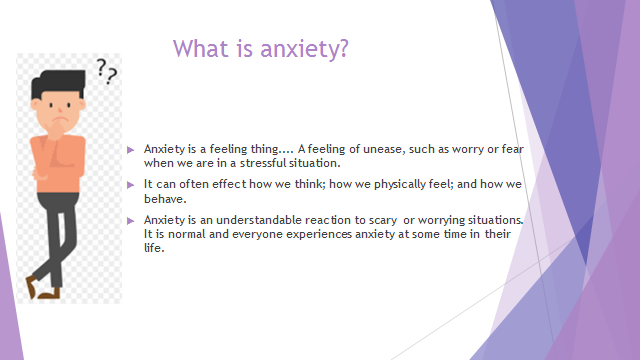 What is anxiety?
??
Anxiety is a feeling thing.... A feeling of unease, such as worry or fear
when we are in a stressful situation.
It can often effect how we think; how we physically feel; and how we
behave.
Anxiety is an understandable reaction to scary or worrying situations.
It is normal and everyone experiences anxiety at some time in their
life.